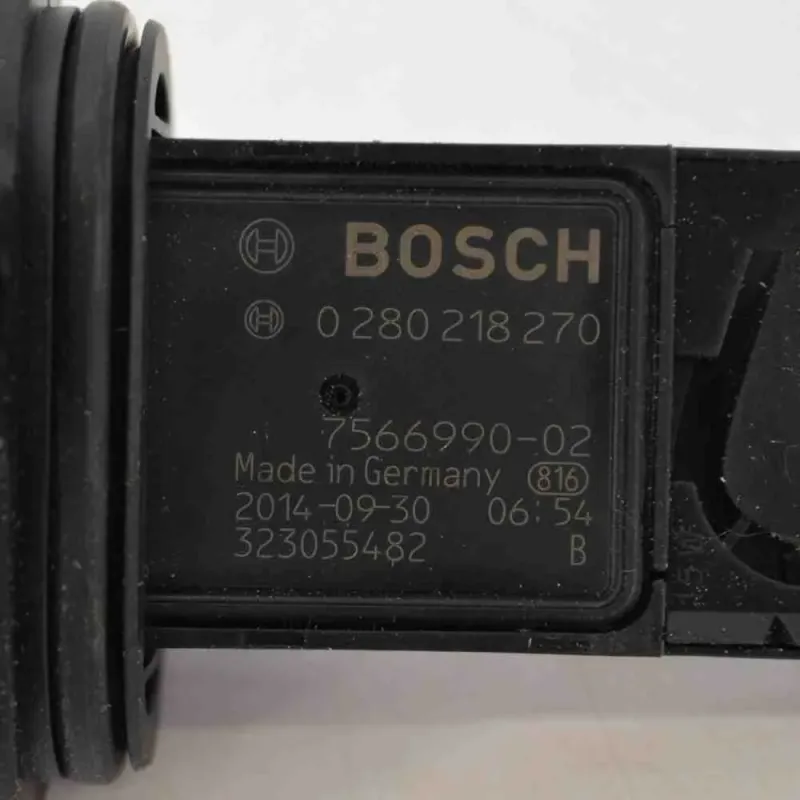 BOSCH
0 280 218 270
7566990-02
Made in Germany 816
2014-09-30 06:54
323055482 B